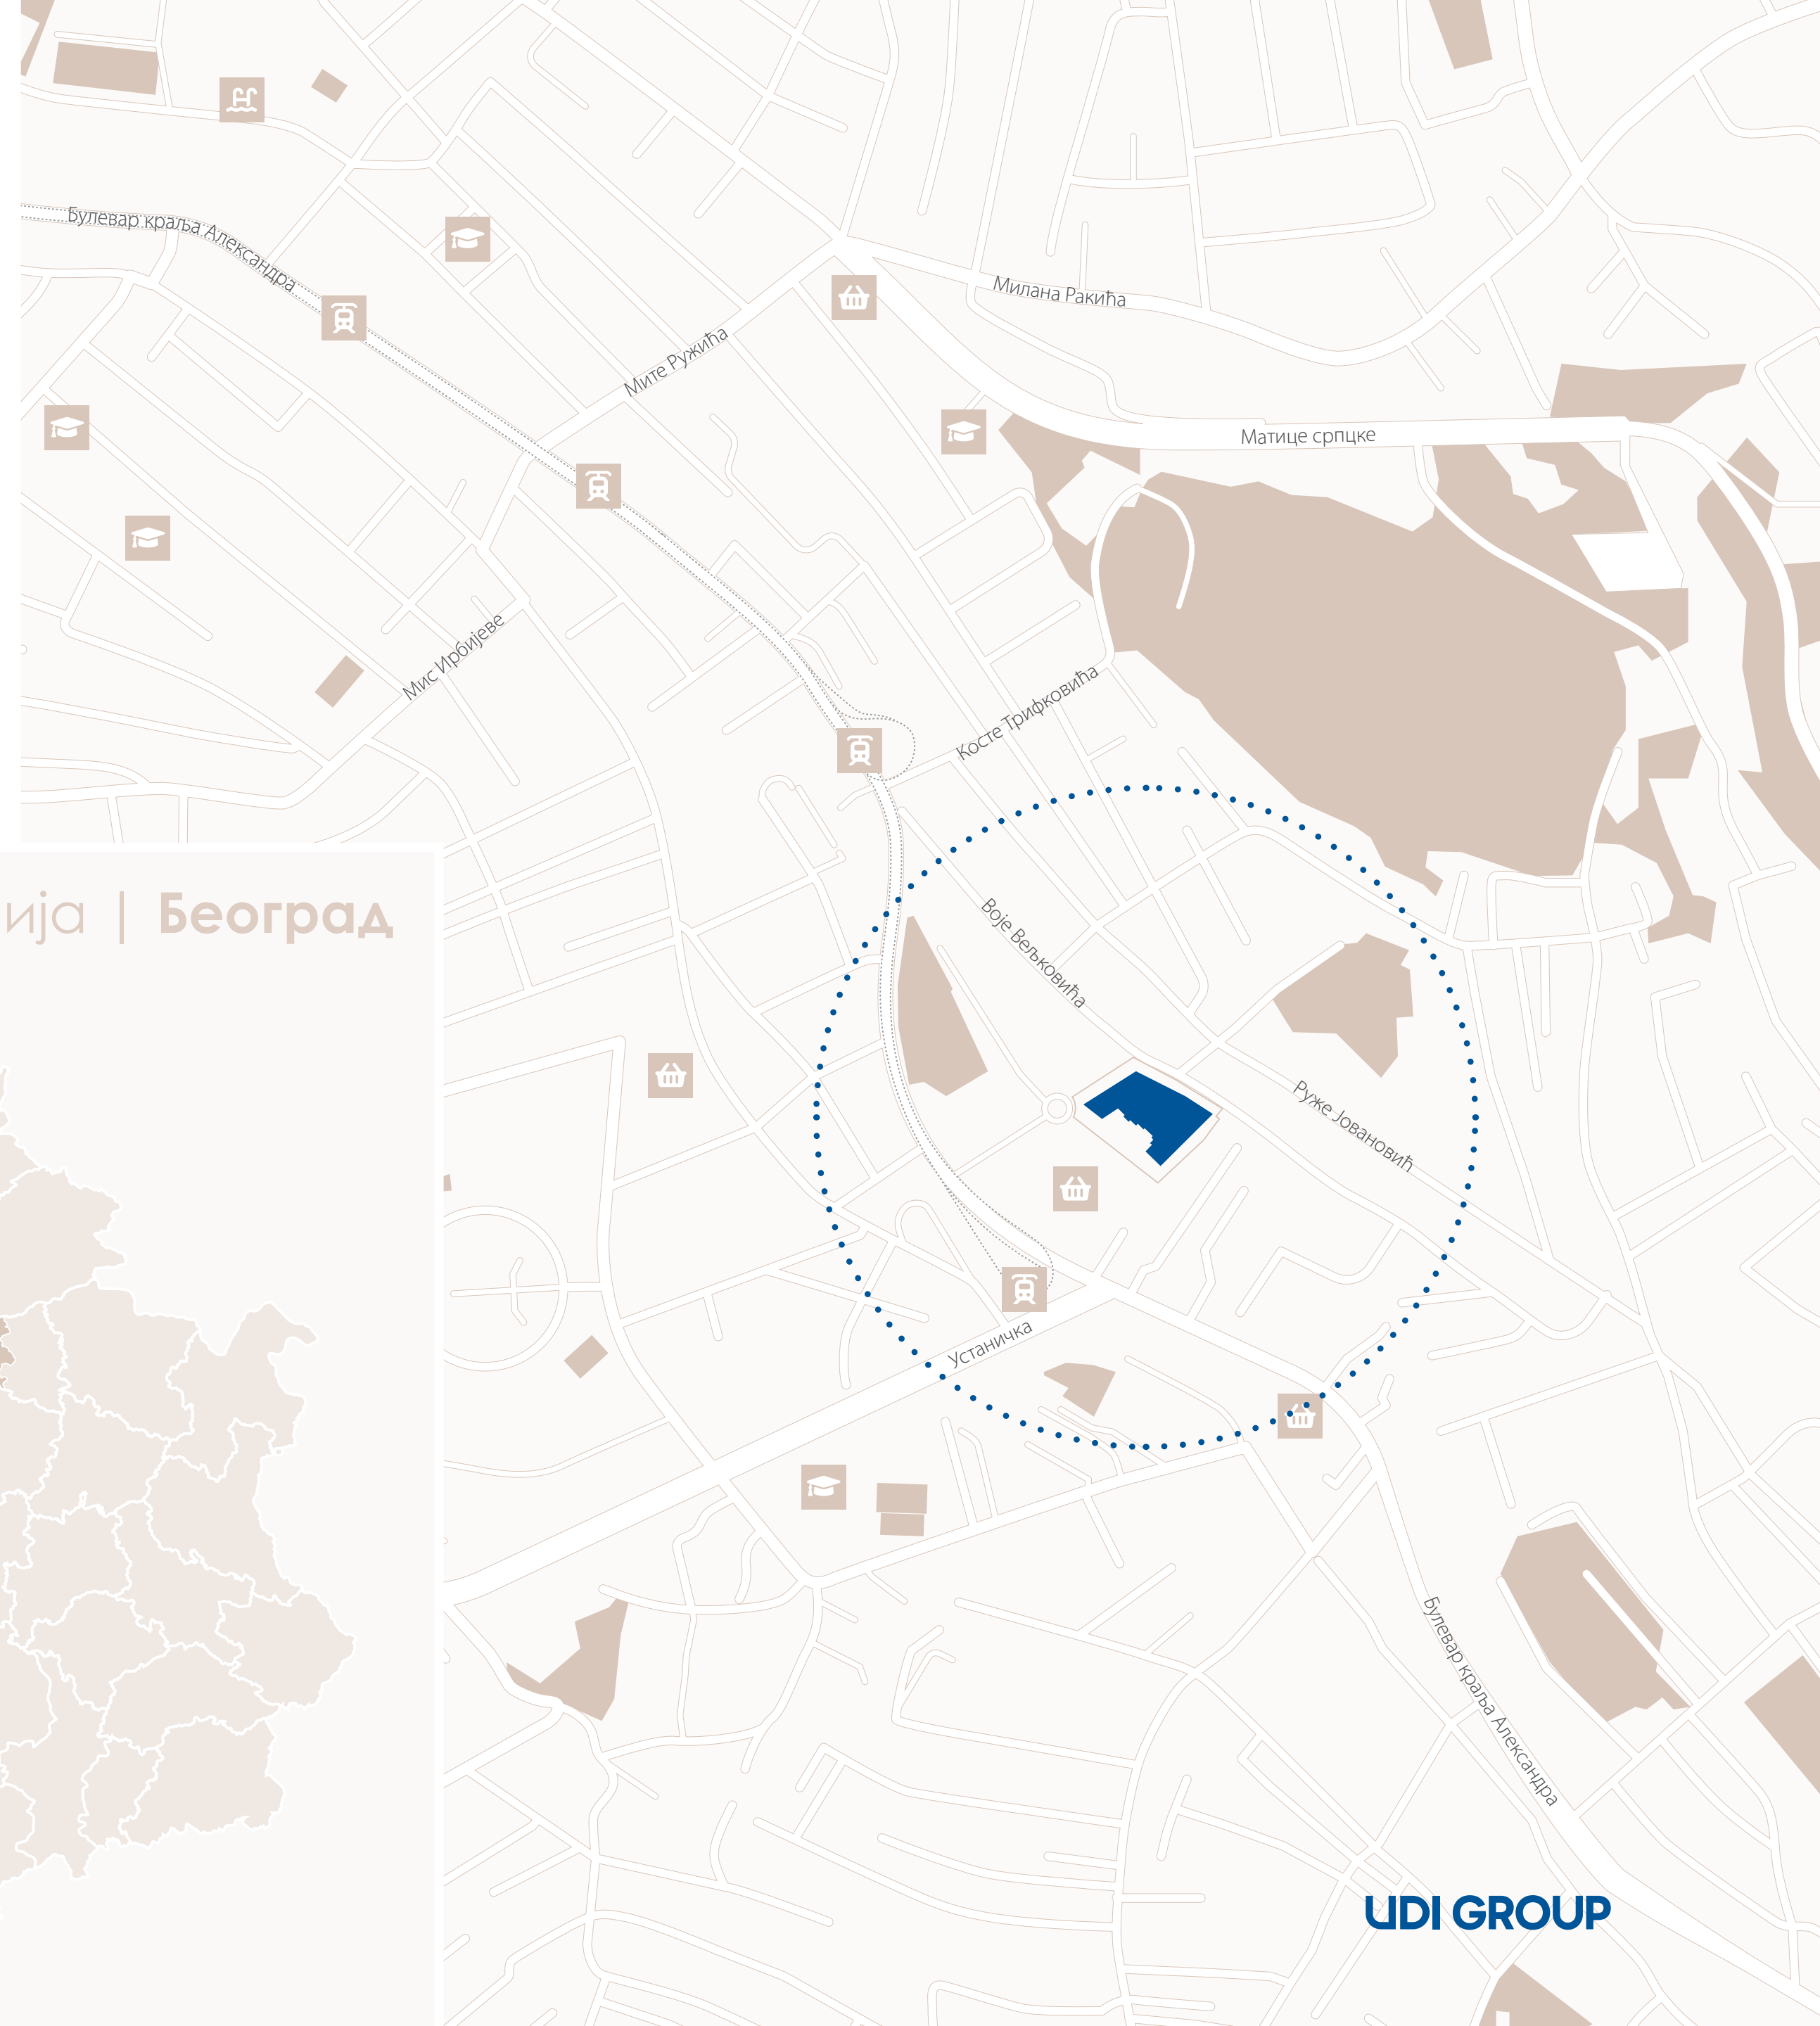 Булевар краља Александра
Милана Ракића
Мите Ружића
Матице српцке
Мис Ирбијеве
Косте Трифковића
ија | Београд
Воје Вељковића
Руже Јовановић
Устаничка
Булевар краља Александра
UDI GROUP